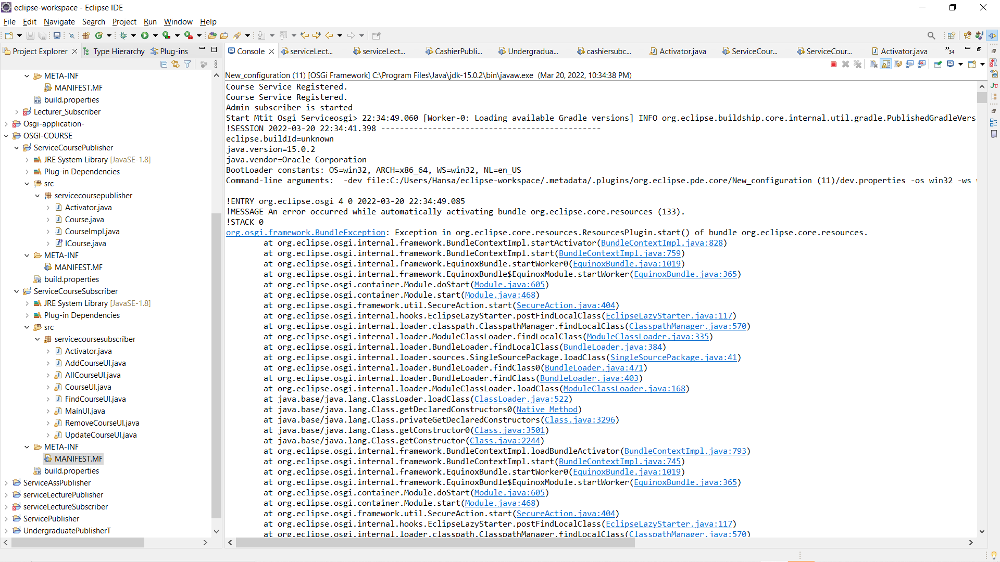 eclipse-workspace - Eclipse IDE
File Edit Navigate Search Project Run Window Help
Project Explorer
Type Hierarchy
Plug-ins
Console
serviceLect...
serviceLect...
CashierPubli...
Undergradua...
cashiersubc...
Activator.java
ServiceCour...
ServiceCour...
Activator.java
34
META-INF
MANIFEST.MF
build.properties
Lecturer_Subscriber
Osgi-application-
OSGI-COURSE
ServiceCoursePublisher
JRE System Library [JavaSE-1.8]
Plug-in Dependencies
src
servicecoursepublisher
Activator.java
Course.java
CourseImpl.java
ICourse.java
META-INF
MANIFEST.MF
build.properties
ServiceCourseSubscriber
JRE System Library [JavaSE-1.8]
Plug-in Dependencies
src
servicecoursesubscriber
Activator.java
AddCourseUI.java
AllCourseUI.java
CourseUI.java
FindCourseUI.java
MainUI.java
RemoveCourseUI.java
UpdateCourseUI.java
META-INF
MANIFEST.MF
build.properties
ServiceAssPublisher
serviceLecturePublisher
serviceLectureSubscriber
ServicePublisher
UndergraduatePublisherT
New_configuration (11) [OSGi Framework] C:\Program Files\Java\jdk-15.0.2\bin\javaw.exe (Mar 20, 2022, 10:34:38 PM)
Course Service Registered.
Course Service Registered.
Admin subscriber is started
Start Mtit Osgi Serviceosgi> 22:34:49.060 [Worker-0: Loading available Gradle versions] INFO org.eclipse.buildship.core.internal.util.gradle.PublishedGradleVers
!SESSION 2022-03-20 22:34:41.398 -----------------------------------------------
eclipse.buildId=unknown
java.version=15.0.2
java.vendor=Oracle Corporation
BootLoader constants: OS=win32, ARCH=x86_64, WS=win32, NL=en_US
Command-line arguments:  -dev file:C:/Users/Hansa/eclipse-workspace/.metadata/.plugins/org.eclipse.pde.core/New_configuration (11)/dev.properties -os win32 -ws
!ENTRY org.eclipse.osgi 4 0 2022-03-20 22:34:49.085
!MESSAGE An error occurred while automatically activating bundle org.eclipse.core.resources (133).
!STACK 0
org.osgi.framework.BundleException: Exception in org.eclipse.core.resources.ResourcesPlugin.start() of bundle org.eclipse.core.resources.
at org.eclipse.osgi.internal.framework.BundleContextImpl.startActivator(BundleContextImpl.java:828)
at org.eclipse.osgi.internal.framework.BundleContextImpl.start(BundleContextImpl.java:759)
at org.eclipse.osgi.internal.framework.EquinoxBundle.startWorker0(EquinoxBundle.java:1019)
at org.eclipse.osgi.internal.framework.EquinoxBundle$EquinoxModule.startWorker(EquinoxBundle.java:365)
at org.eclipse.osgi.container.Module.doStart(Module.java:605)
at org.eclipse.osgi.container.Module.start(Module.java:468)
at org.eclipse.osgi.framework.util.SecureAction.start(SecureAction.java:404)
at org.eclipse.osgi.internal.hooks.EclipseLazyStarter.postFindLocalClass(EclipseLazyStarter.java:117)
at org.eclipse.osgi.internal.loader.classpath.ClasspathManager.findLocalClass(ClasspathManager.java:570)
at org.eclipse.osgi.internal.loader.ModuleClassLoader.findLocalClass(ModuleClassLoader.java:335)
at org.eclipse.osgi.internal.loader.BundleLoader.findLocalClass(BundleLoader.java:384)
at org.eclipse.osgi.internal.loader.sources.SingleSourcePackage.loadClass(SingleSourcePackage.java:41)
at org.eclipse.osgi.internal.loader.BundleLoader.findClass0(BundleLoader.java:471)
at org.eclipse.osgi.internal.loader.BundleLoader.findClass(BundleLoader.java:403)
at org.eclipse.osgi.internal.loader.ModuleClassLoader.loadClass(ModuleClassLoader.java:168)
at java.base/java.lang.ClassLoader.loadClass(ClassLoader.java:522)
at java.base/java.lang.Class.getDeclaredConstructors0(Native Method)
at java.base/java.lang.Class.privateGetDeclaredConstructors(Class.java:3296)
at java.base/java.lang.Class.getConstructor0(Class.java:3501)
at java.base/java.lang.Class.getConstructor(Class.java:2244)
at org.eclipse.osgi.internal.framework.BundleContextImpl.loadBundleActivator(BundleContextImpl.java:793)
at org.eclipse.osgi.internal.framework.BundleContextImpl.start(BundleContextImpl.java:745)
at org.eclipse.osgi.internal.framework.EquinoxBundle.startWorker0(EquinoxBundle.java:1019)
at org.eclipse.osgi.internal.framework.EquinoxBundle$EquinoxModule.startWorker(EquinoxBundle.java:365)
at org.eclipse.osgi.container.Module.doStart(Module.java:605)
at org.eclipse.osgi.container.Module.start(Module.java:468)
at org.eclipse.osgi.framework.util.SecureAction.start(SecureAction.java:404)
at org.eclipse.osgi.internal.hooks.EclipseLazyStarter.postFindLocalClass(EclipseLazyStarter.java:117)
at org.eclipse.osgi.internal.loader.classpath.ClasspathManager.findLocalClass(ClasspathManager.java:570)